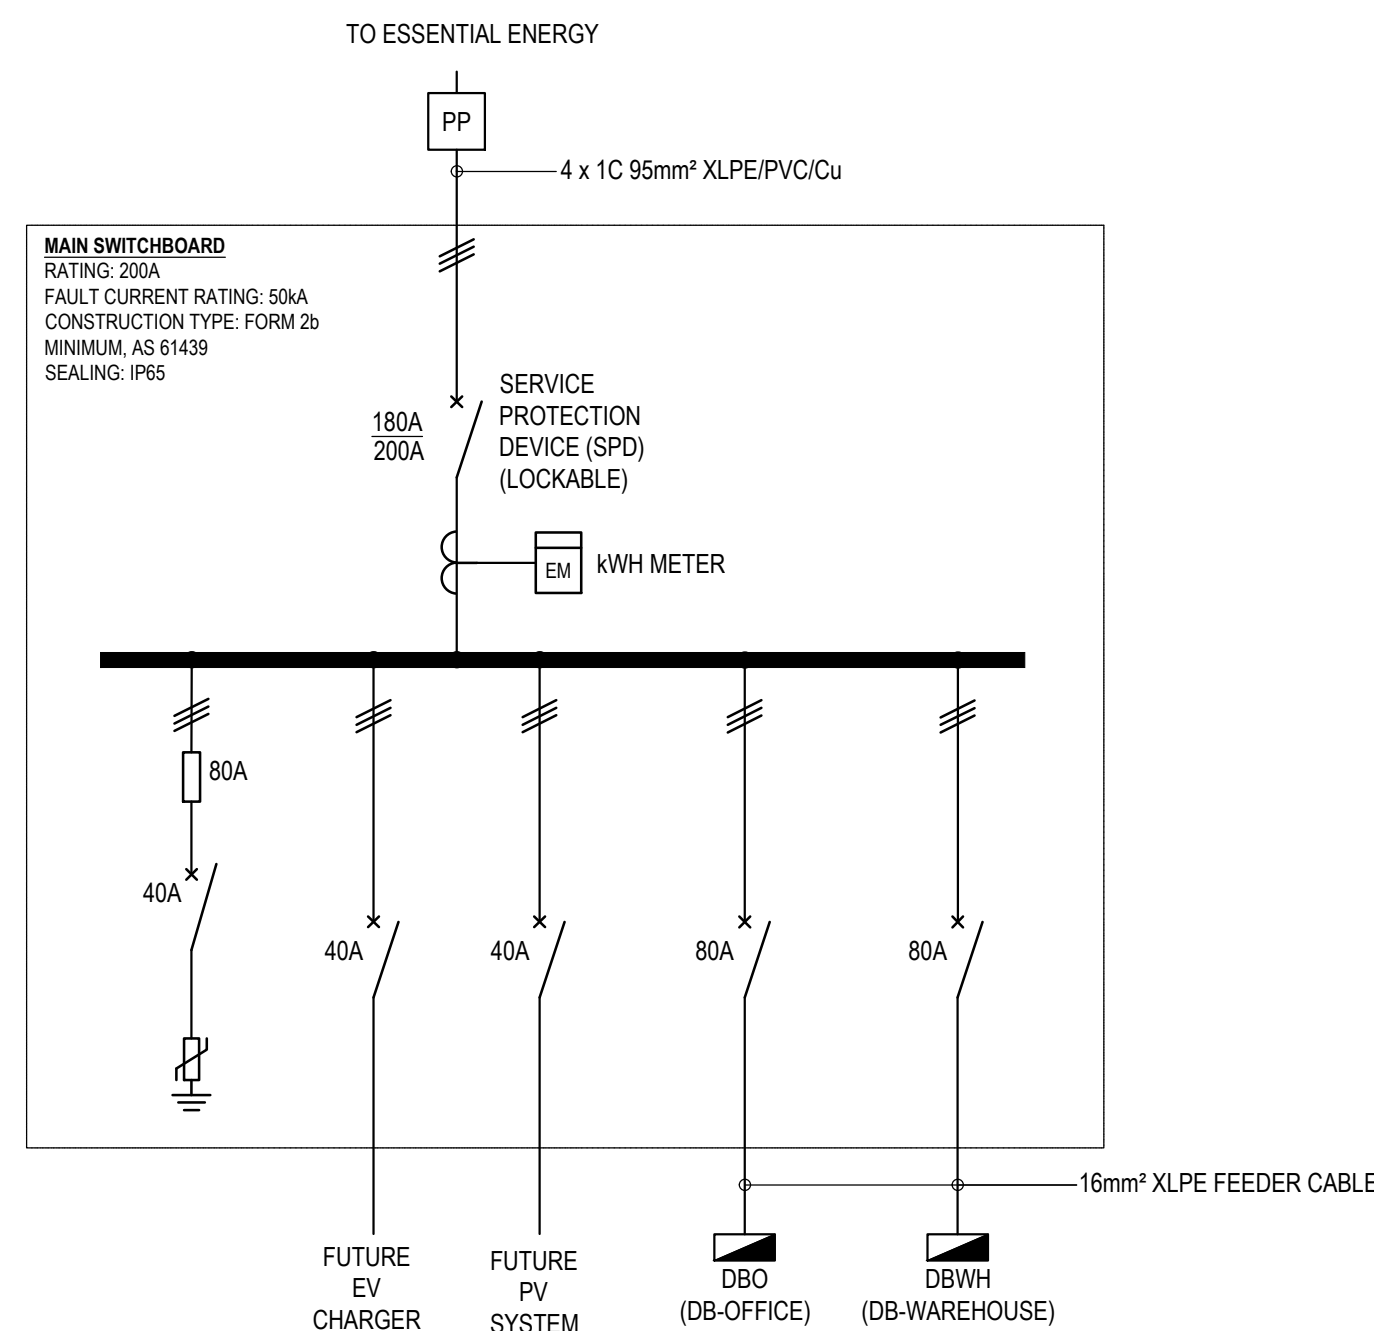 TO ESSENTIAL ENERGY
PP
4 x 1C 95mm² XLPE/PVC/Cu
MAIN SWITCHBOARD
RATING: 200A
FAULT CURRENT RATING: 50kA
CONSTRUCTION TYPE: FORM 2b
MINIMUM, AS 61439
SEALING: IP65
180A
200A
SERVICE
PROTECTION
DEVICE (SPD)
(LOCKABLE)
EM
kWH METER
80A
40A
40A
40A
80A
80A
16mm² XLPE FEEDER CABLE
FUTURE
EV
CHARGER
FUTURE
PV
SYSTEM
DBO
(DB-OFFICE)
DBWH
(DB-WAREHOUSE)